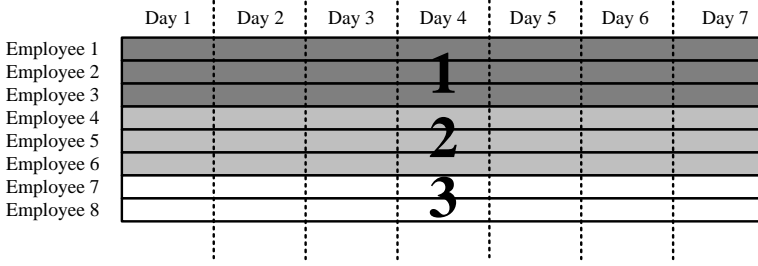 Day 1 Day 2 Day 3 Day 4 Day 5 Day 6 Day 7
Employee 1
Employee 2
Employee 3
Employee 4
Employee 5
Employee 6
Employee 7
Employee 8
1
2
3